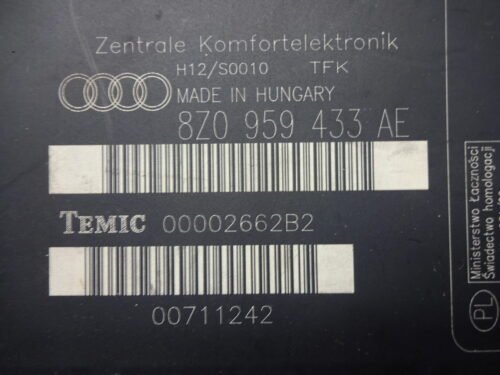 Zentrale Komfortelektronik
H12/S0010 TFK
MADE IN HUNGARY
8Z0 959 433 AE
TEMIC 00002662B2
00711242
Ministerstwo Łączności
Świadectwo homologacji
PL